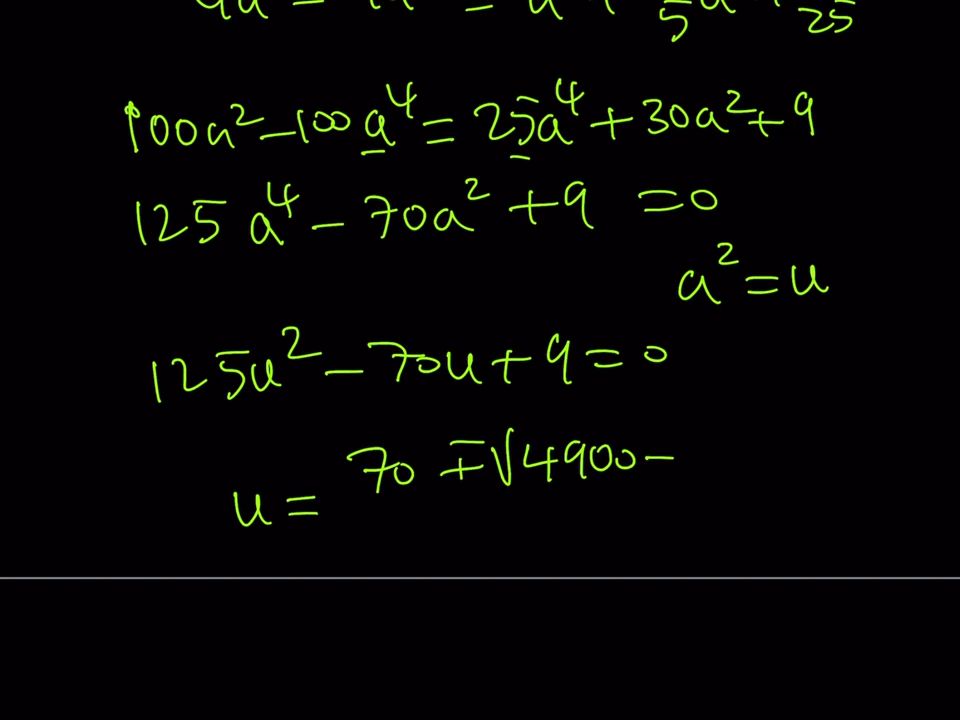 100a² - 100a⁴ = 25a⁴ + 30a² + 9
125a⁴ - 70a² + 9 = 0
a² = u
125u² - 70u + 9 = 0
u = 70 ∓ √4900 -